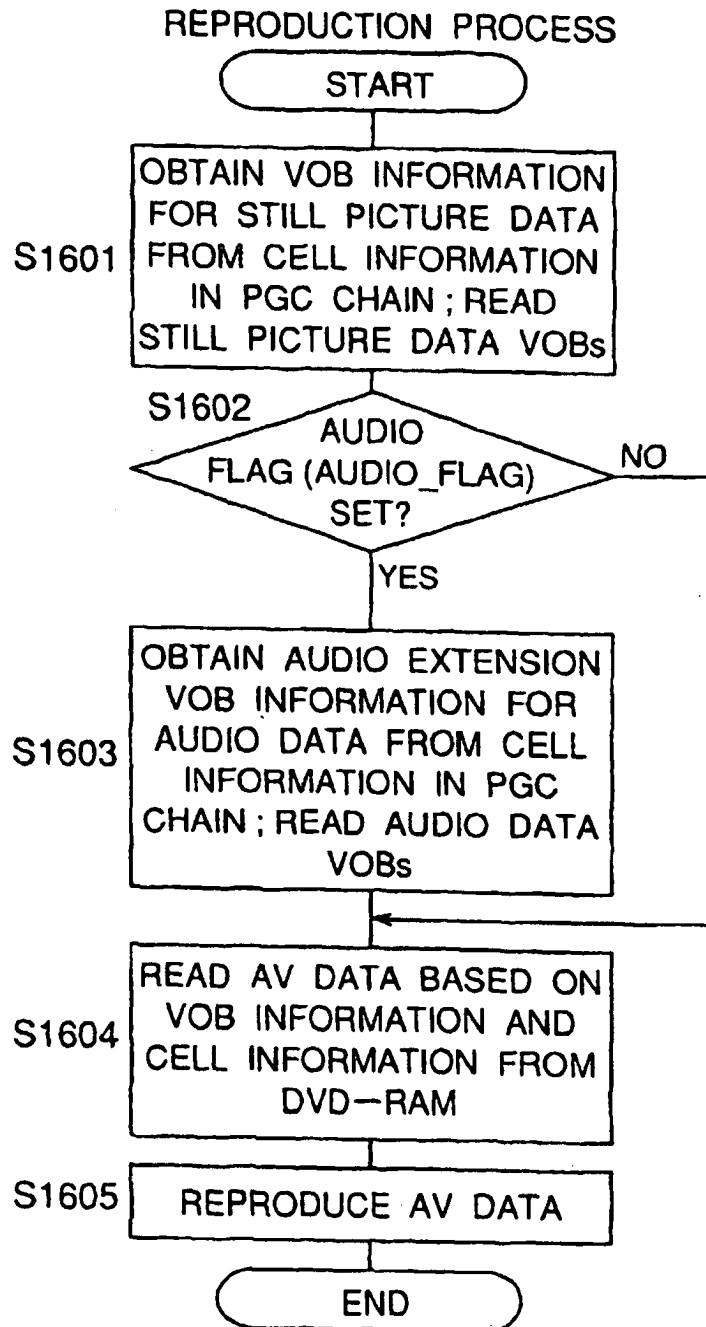 REPRODUCTION PROCESS
START
S1601
OBTAIN VOB INFORMATION
FOR STILL PICTURE DATA
FROM CELL INFORMATION
IN PGC CHAIN ; READ
STILL PICTURE DATA VOBs
S1602
AUDIO
FLAG (AUDIO_FLAG)
SET?
NO
YES
S1603
OBTAIN AUDIO EXTENSION
VOB INFORMATION FOR
AUDIO DATA FROM CELL
INFORMATION IN PGC
CHAIN ; READ AUDIO DATA
VOBs
S1604
READ AV DATA BASED ON
VOB INFORMATION AND
CELL INFORMATION FROM
DVD-RAM
S1605
REPRODUCE AV DATA
END